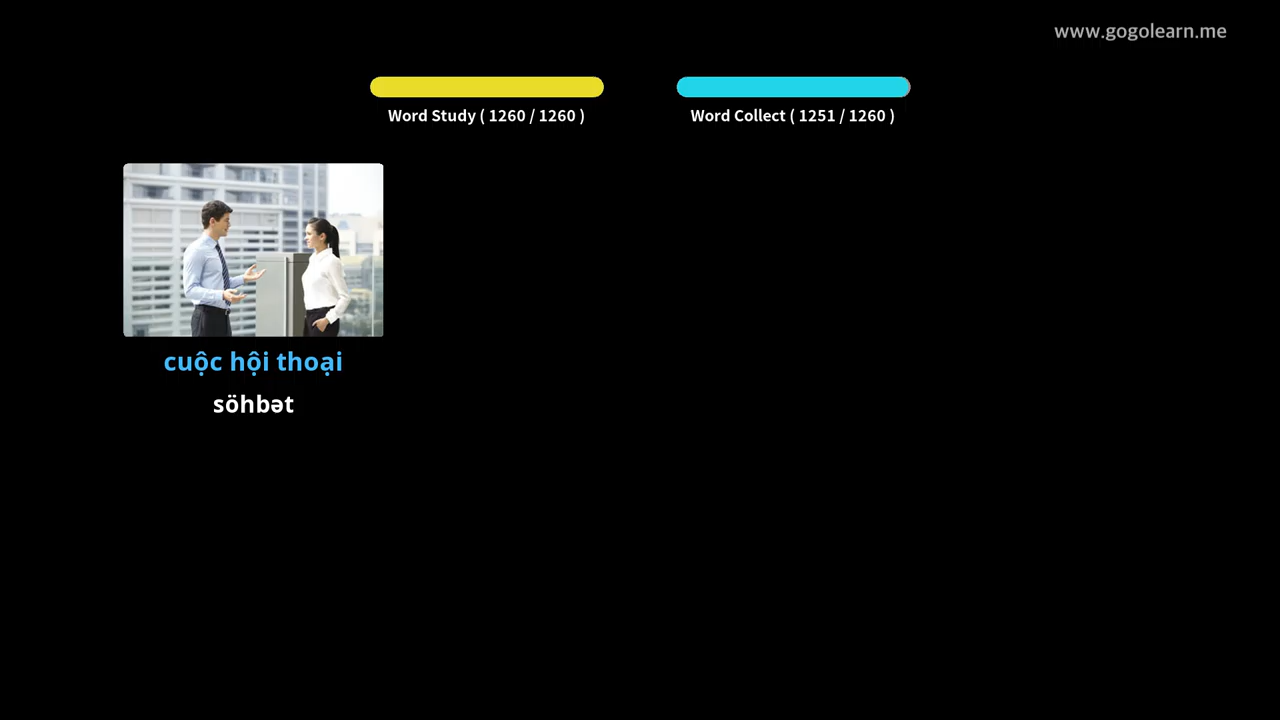 www.gogolearn.me
Word Study ( 1260 / 1260 )
Word Collect ( 1251 / 1260 )
cuộc hội thoại
söhbət